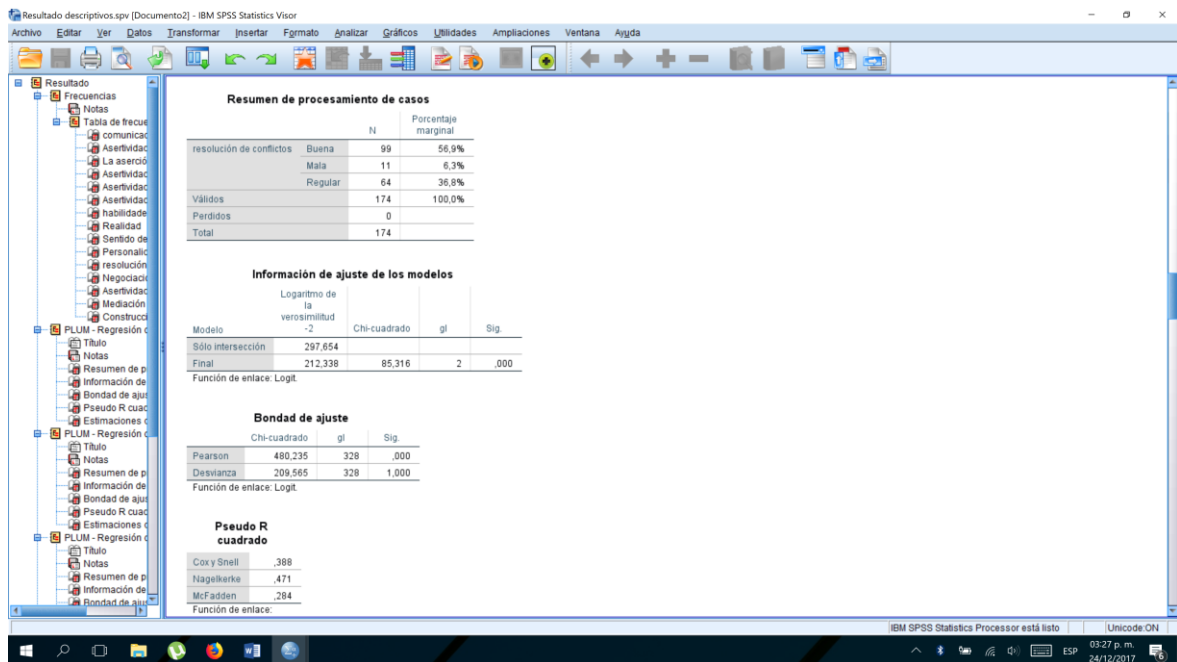 Resultado descriptivos.spv [Documento2] - IBM SPSS Statistics Visor
Archivo Editar Ver Datos Transformar Insertar Formato Analizar Gráficos Utilidades Ampliaciones Ventana Ayuda
Resultado
Frecuencias
Notas
Tabla de frecue
comunicac
Asertividad
La aserció
Asertividad
Asertividad
Asertividad
habilidade
Realidad
Sentido de
Personalid
resolución
Negociació
Asertividad
Mediación
Construcci
PLUM - Regresión o
Título
Notas
Resumen de p
Información de
Bondad de ajus
Pseudo R cuad
Estimaciones d
PLUM - Regresión o
Título
Notas
Resumen de p
Información de
Bondad de ajus
Pseudo R cuad
Estimaciones d
PLUM - Regresión o
Título
Notas
Resumen de p
Información de
Bondad de ajus
Resumen de procesamiento de casos
N Porcentaje marginal
resolución de conflictos Buena 99 56,9%
Mala 11 6,3%
Regular 64 36,8%
Válidos 174 100,0%
Perdidos 0
Total 174
Información de ajuste de los modelos
Modelo Logaritmo de la verosimilitud -2 Chi-cuadrado gl Sig.
Sólo intersección 297,654
Final 212,338 85,316 2 ,000
Función de enlace: Logit.
Bondad de ajuste
Chi-cuadrado gl Sig.
Pearson 480,235 328 ,000
Desvianza 209,565 328 1,000
Función de enlace: Logit.
Pseudo R
cuadrado
Cox y Snell ,388
Nagelkerke ,471
McFadden ,284
Función de enlace:
IBM SPSS Statistics Processor está listo Unicode:ON
ESP 03:27 p. m.
24/12/2017